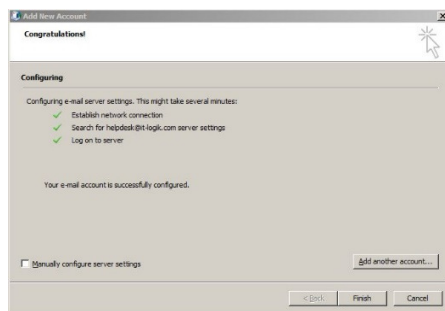 Add New Account
Congratulations!
Configuring
Configuring e-mail server settings. This might take several minutes:
Establish network connection
Search for helpdesk@it-logik.com server settings
Log on to server
Your e-mail account is successfully configured.
Manually configure server settings
Add another account...
< Back
Finish
Cancel